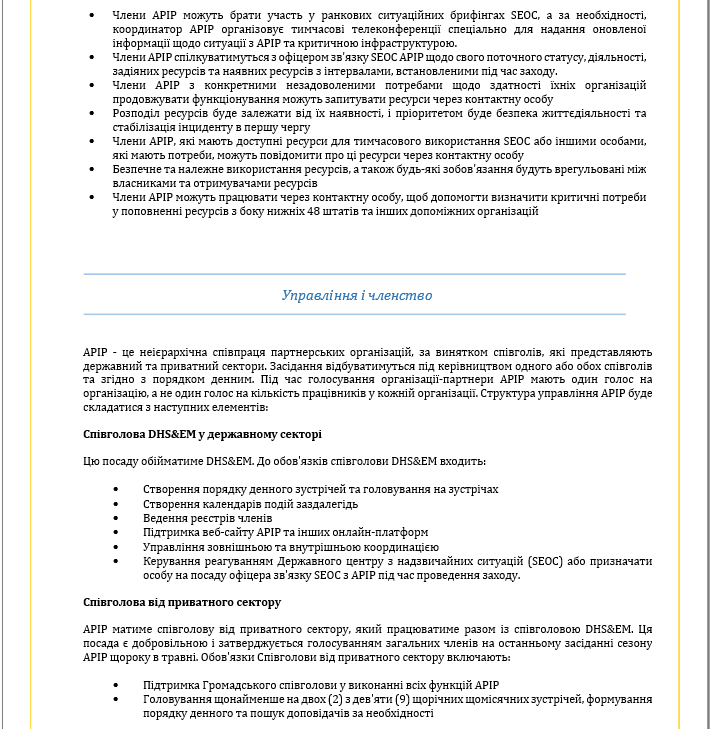 • Члени APIP можуть брати участь у ранкових ситуаційних брифінгах SEOC, а за необхідності,
координатор APIP організовує тимчасові телеконференції спеціально для надання оновленої
інформації щодо ситуації з APIP та критичною інфраструктурою.
• Члени APIP спілкуватимуться з офіцером зв'язку SEOC APIP щодо свого поточного статусу, діяльності,
задіяних ресурсів та наявних ресурсів з інтервалами, встановленими під час заходу.
• Члени APIP з конкретними незадоволеними потребами щодо здатності їхніх організацій
продовжувати функціонування можуть запитувати ресурси через контактну особу
• Розподіл ресурсів буде залежати від їх наявності, і пріоритетом буде безпека життєдіяльності та
стабілізація інциденту в першу чергу
• Члени APIP, які мають доступні ресурси для тимчасового використання SEOC або іншими особами,
які мають потреби, можуть повідомити про ці ресурси через контактну особу
• Безпечне та належне використання ресурсів, а також будь-які зобов'язання будуть врегульовані між
власниками та отримувачами ресурсів
• Члени APIP можуть працювати через контактну особу, щоб допомогти визначити критичні потреби
у поповненні ресурсів з боку нижніх 48 штатів та інших допоміжних організацій
Управління і членство
APIP - це неієрархічна співпраця партнерських організацій, за винятком співголів, які представляють
державний та приватний сектори. Засідання відбуватимуться під керівництвом одного або обох співголів
та згідно з порядком денним. Під час голосування організації-партнери APIP мають один голос на
організацію, а не один голос на кількість працівників у кожній організації. Структура управління APIP буде
складатися з наступних елементів:
Співголова DHS&EM у державному секторі
Цю посаду обійматиме DHS&EM. До обов'язків співголови DHS&EM входить:
• Створення порядку денного зустрічей та головування на зустрічах
• Створення календарів подій заздалегідь
• Ведення реєстрів членів
• Підтримка веб-сайту APIP та інших онлайн-платформ
• Управління зовнішньою та внутрішньою координацією
• Керування реагуванням Державного центру з надзвичайних ситуацій (SEOC) або призначати
особу на посаду офіцера зв'язку SEOC з APIP під час проведення заходу.
Співголова від приватного сектору
APIP матиме співголову від приватного сектору, який працюватиме разом із співголовою DHS&EM. Ця
посада є добровільною і затверджується голосуванням загальних членів на останньому засіданні сезону
APIP щороку в травні. Обов'язки Співголови від приватного сектору включають:
• Підтримка Громадського співголови у виконанні всіх функцій APIP
• Головування щонайменше на двох (2) з дев'яти (9) щорічних щомісячних зустрічей, формування
порядку денного та пошук доповідачів за необхідності